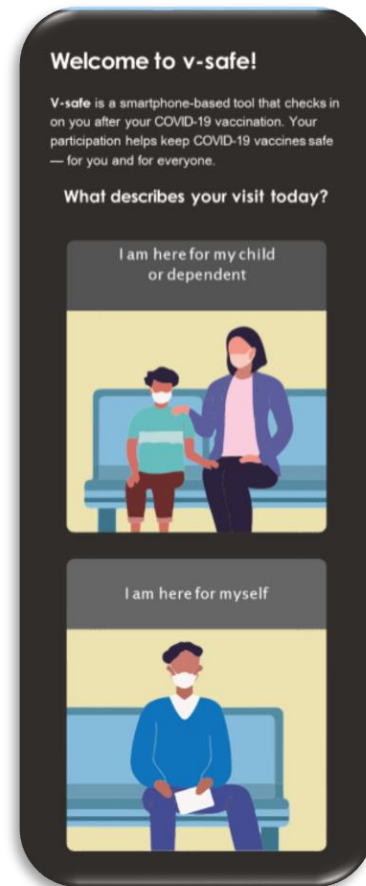 Welcome to v-safe!
V-safe is a smartphone-based tool that checks in
on you after your COVID-19 vaccination. Your
participation helps keep COVID-19 vaccines safe
— for you and for everyone.
What describes your visit today?
I am here for my child
or dependent
I am here for myself